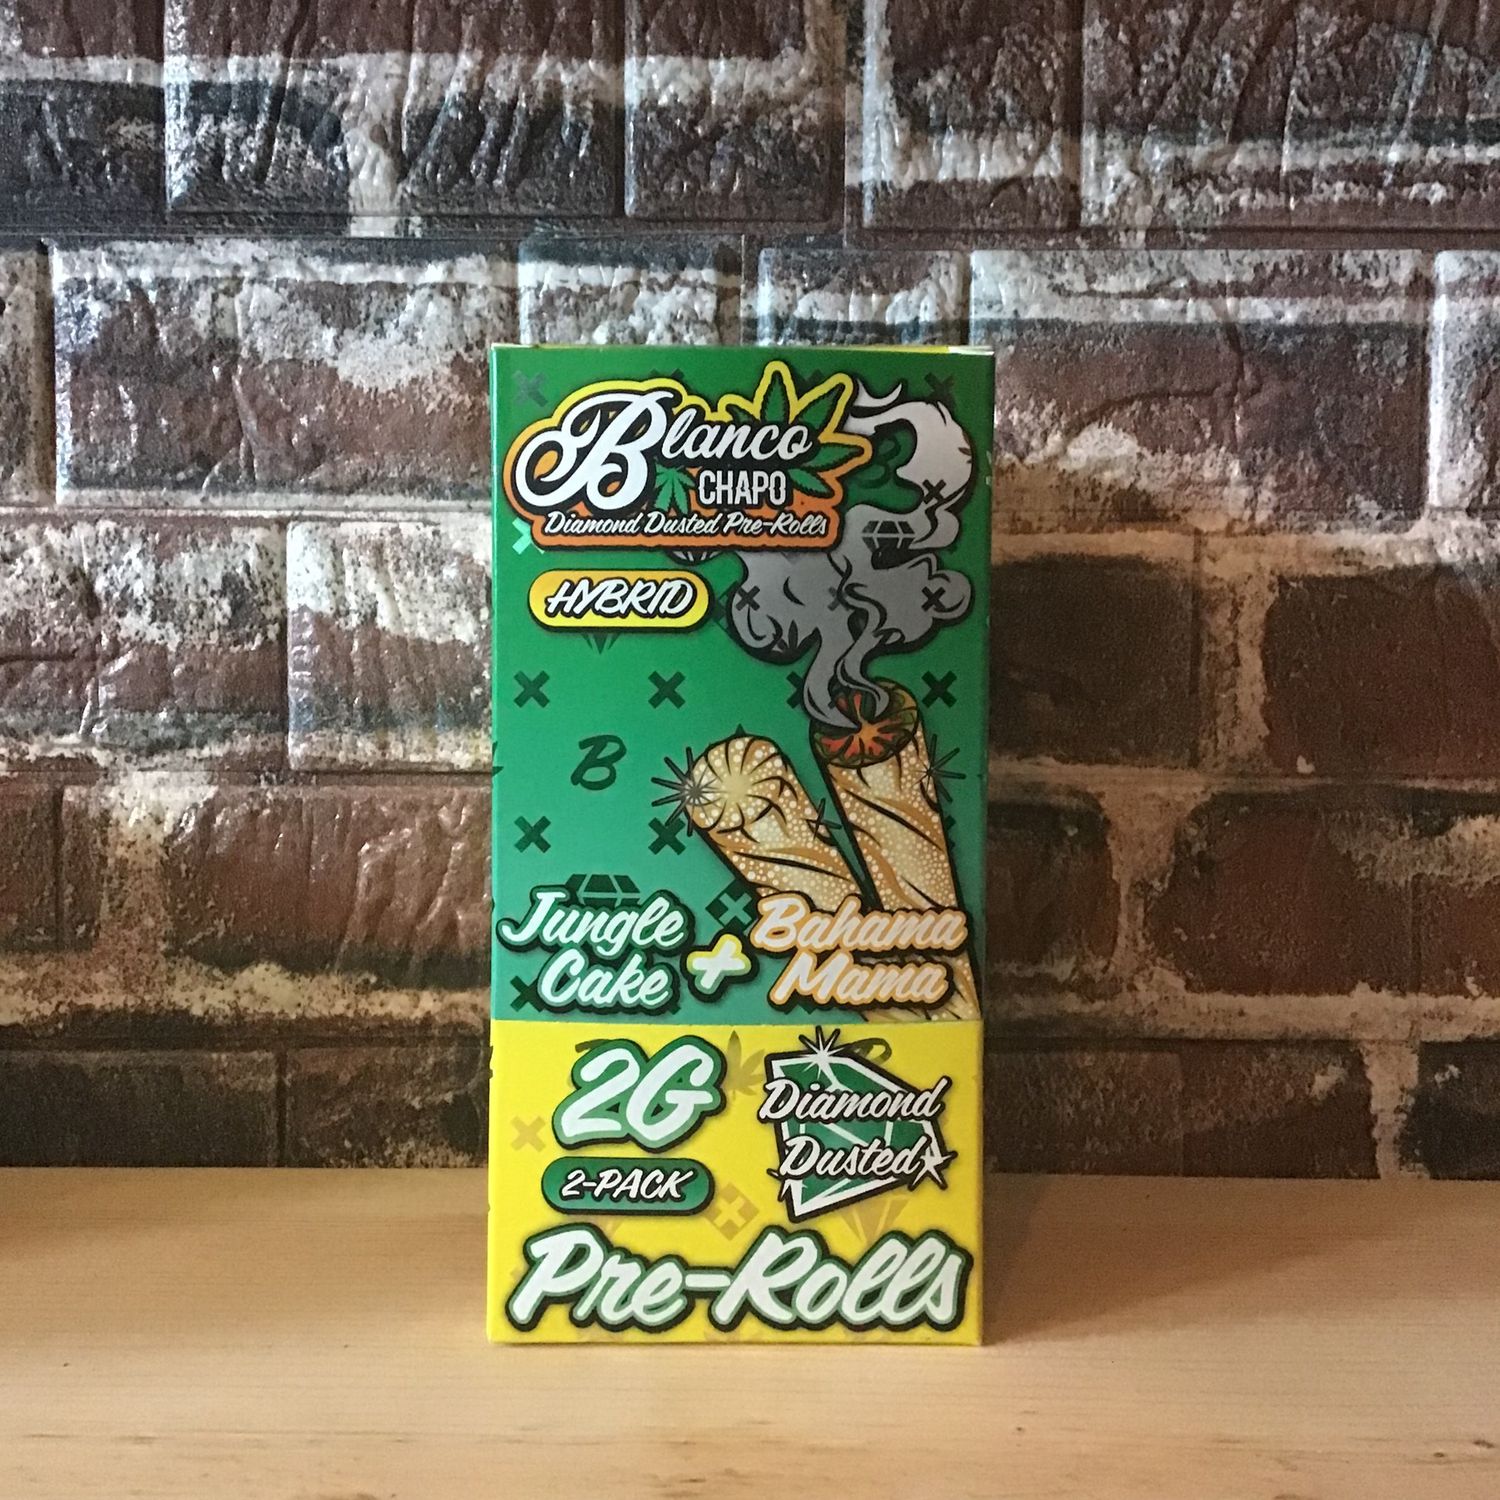 Blanco
CHAPO
Diamond Dusted Pre-Rolls
HYBRID
B
Jungle
Cake
+
Bahama
Mama
2G
2-PACK
Diamond
Dusted
Pre-Rolls